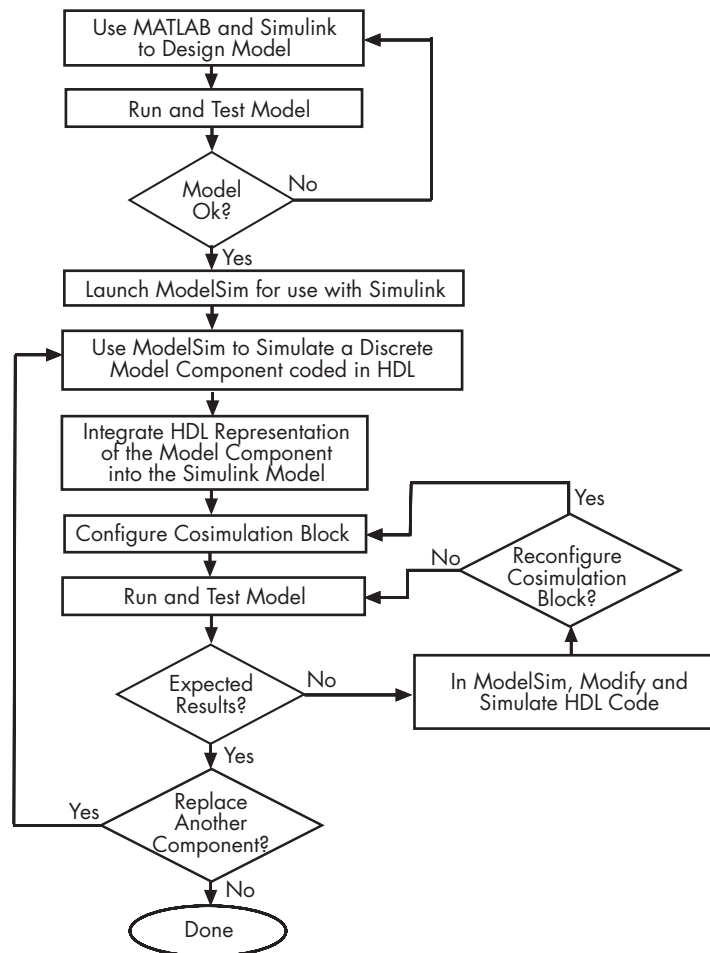 Use MATLAB and Simulink
to Design Model
Run and Test Model
Model
Ok?
No
Yes
Launch ModelSim for use with Simulink
Use ModelSim to Simulate a Discrete
Model Component coded in HDL
Integrate HDL Representation
of the Model Component
into the Simulink Model
Configure Cosimulation Block
Yes
No
Reconfigure
Cosimulation
Block?
Run and Test Model
Expected
Results?
No
In ModelSim, Modify and
Simulate HDL Code
Yes
Yes
Replace
Another
Component?
No
Done